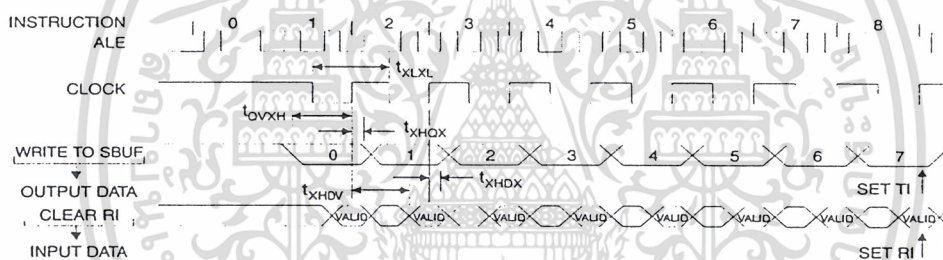 INSTRUCTION 0 1 2 3 4 5 6 7 8
ALE
tXLXL
CLOCK
tQVXH
tXHQX
WRITE TO SBUF
0 1 2 3 4 5 6 7
tXHDX
OUTPUT DATA
tXHDV
SET TI
CLEAR RI
VALID VALID VALID VALID VALID VALID VALID VALID
INPUT DATA
SET RI